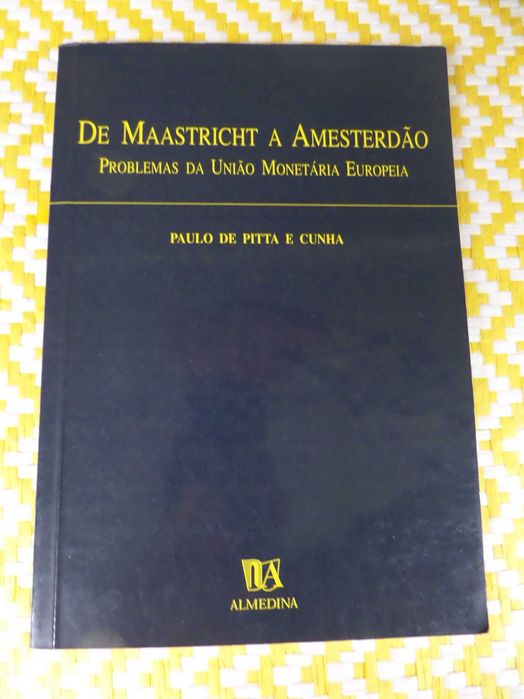 DE MAASTRICHT A AMESTERDÃO
PROBLEMAS DA UNIÃO MONETÁRIA EUROPEIA
PAULO DE PITTA E CUNHA
ALMEDINA